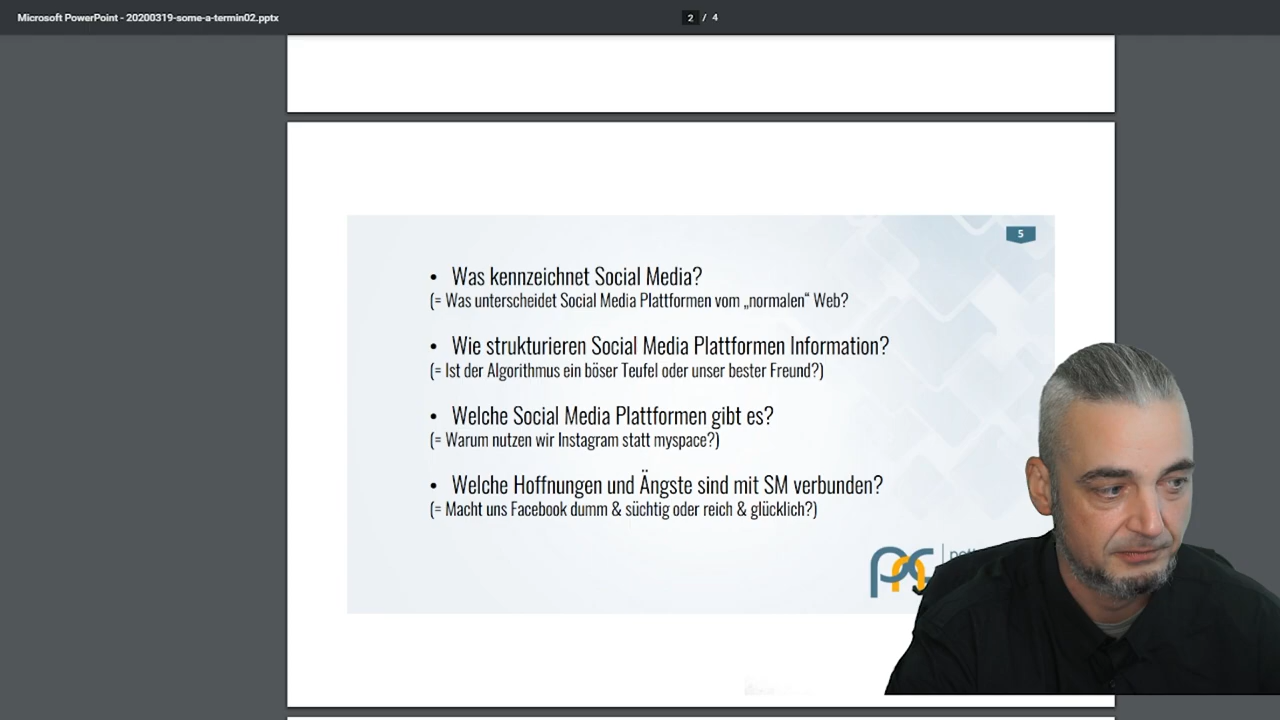 Microsoft PowerPoint - 20200319-some-a-termin02.pptx
2 / 4
5
• Was kennzeichnet Social Media?
(= Was unterscheidet Social Media Plattformen vom „normalen“ Web?
• Wie strukturieren Social Media Plattformen Information?
(= Ist der Algorithmus ein böser Teufel oder unser bester Freund?)
• Welche Social Media Plattformen gibt es?
(= Warum nutzen wir Instagram statt myspace?)
• Welche Hoffnungen und Ängste sind mit SM verbunden?
(= Macht uns Facebook dumm & süchtig oder reich & glücklich?)